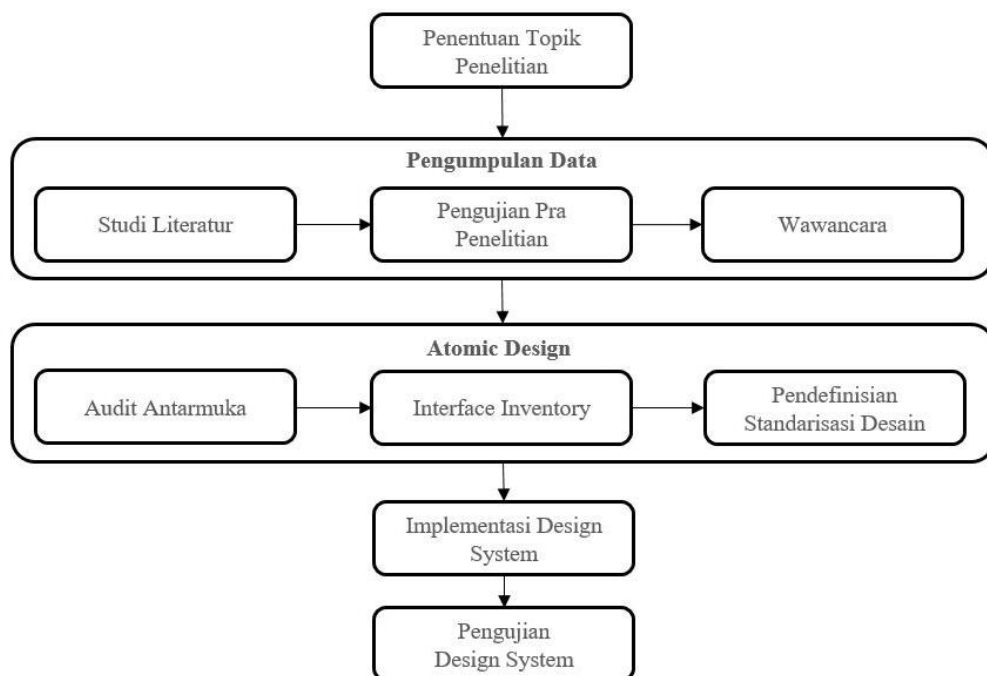 Penentuan Topik
Penelitian
Pengumpulan Data
Studi Literatur
Pengujian Pra
Penelitian
Wawancara
Atomic Design
Audit Antarmuka
Interface Inventory
Pendefinisian
Standarisasi Desain
Implementasi Design
System
Pengujian
Design System